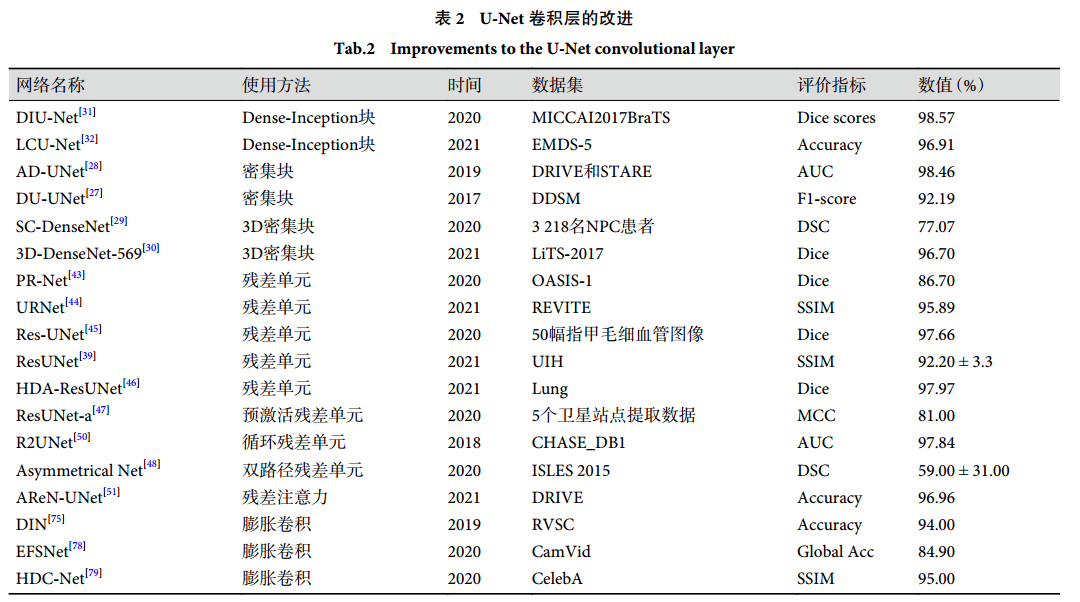 表 2 U-Net 卷积层的改进
Tab.2 Improvements to the U-Net convolutional layer
网络名称 使用方法 时间 数据集 评价指标 数值(%)
DIU-Net[31] Dense-Inception块 2020 MICCAI2017BraTS Dice scores 98.57
LCU-Net[32] Dense-Inception块 2021 EMDS-5 Accuracy 96.91
AD-UNet[28] 密集块 2019 DRIVE和STARE AUC 98.46
DU-UNet[27] 密集块 2017 DDSM F1-score 92.19
SC-DenseNet[29] 3D密集块 2020 3 218名NPC患者 DSC 77.07
3D-DenseNet-569[30] 3D密集块 2021 LiTS-2017 Dice 96.70
PR-Net[43] 残差单元 2020 OASIS-1 Dice 86.70
URNet[44] 残差单元 2021 REVITE SSIM 95.89
Res-UNet[45] 残差单元 2020 50幅指甲毛细血管图像 Dice 97.66
ResUNet[39] 残差单元 2021 UIH SSIM 92.20 ± 3.3
HDA-ResUNet[46] 残差单元 2021 Lung Dice 97.97
ResUNet-a[47] 预激活残差单元 2020 5个卫星站点提取数据 MCC 81.00
R2UNet[50] 循环残差单元 2018 CHASE_DB1 AUC 97.84
Asymmetrical Net[48] 双路径残差单元 2020 ISLES 2015 DSC 59.00 ± 31.00
AReN-UNet[51] 残差注意力 2021 DRIVE Accuracy 96.96
DIN[75] 膨胀卷积 2019 RVSC Accuracy 94.00
EFSNet[78] 膨胀卷积 2020 CamVid Global Acc 84.90
HDC-Net[79] 膨胀卷积 2020 CelebA SSIM 95.00